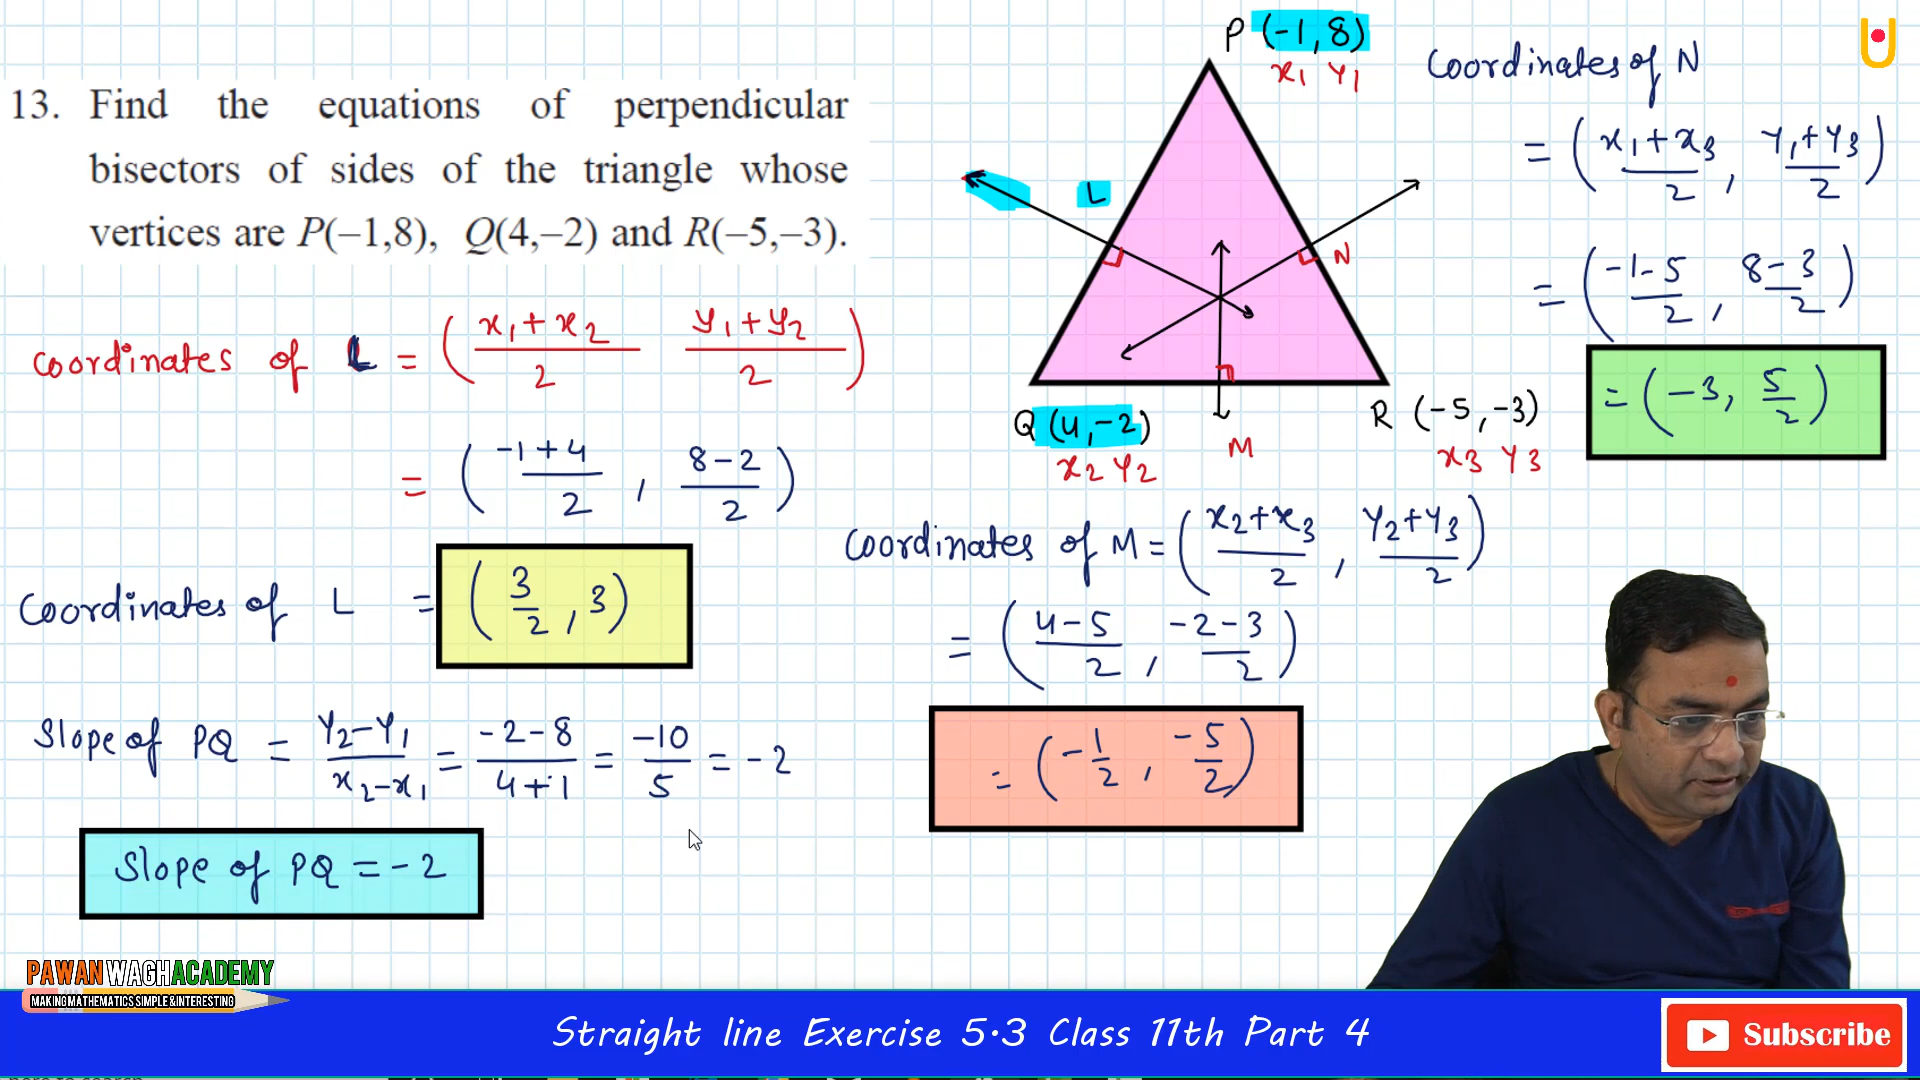 13. Find the equations of perpendicular
bisectors of sides of the triangle whose
vertices are P(−1,8), Q(4,−2) and R(−5,−3).
Coordinates of L = ( x1+x2/2 y1+y2/2 )
= ( -1+4/2 , 8-2/2 )
Coordinates of L = ( 3/2 , 3 )
Slope of PQ = Y2-Y1/x2-x1 = -2-8/4+1 = -10/5 = -2
Slope of PQ = -2
P (-1,8)
x1 Y1
L
N
Q (4,-2)
x2 Y2
M
R (-5,-3)
x3 Y3
Coordinates of M = ( x2+x3/2 , Y2+Y3/2 )
= ( 4-5/2 , -2-3/2 )
= ( -1/2 , -5/2 )
Coordinates of N
= ( x1+x3/2 , Y1+Y3/2 )
= ( -1-5/2 , 8-3/2 )
= ( -3, 5/2 )
PAWAN WAGH ACADEMY
MAKING MATHEMATICS SIMPLE & INTERESTING
Straight line Exercise 5.3 Class 11th Part 4
Subscribe